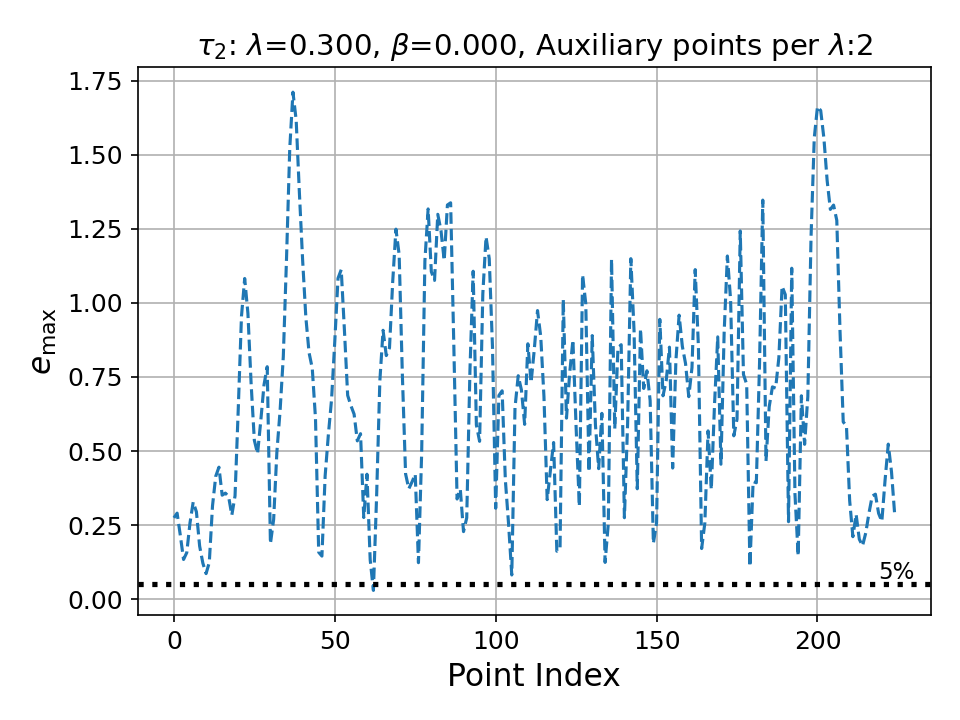 τ₂: λ=0.300, β=0.000, Auxiliary points per λ:2
1.75
1.50
1.25
1.00
0.75
0.50
0.25
0.00
e_max
5%
0 50 100 150 200
Point Index